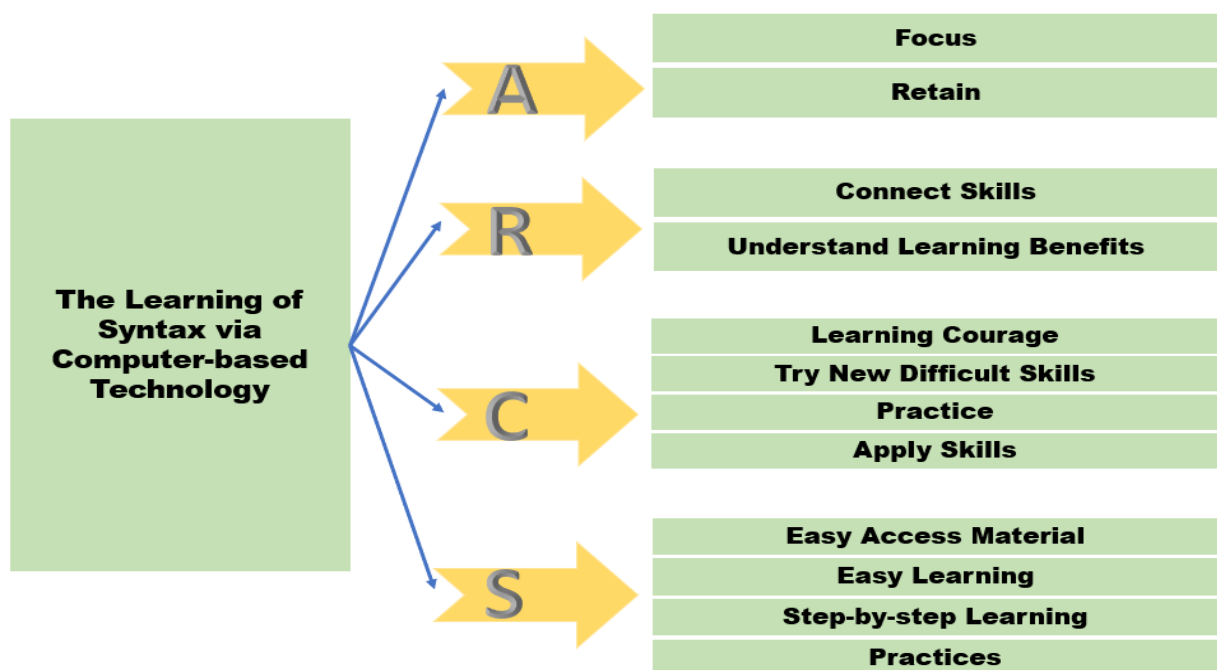 The Learning of
Syntax via
Computer-based
Technology
A
Focus
Retain
R
Connect Skills
Understand Learning Benefits
C
Learning Courage
Try New Difficult Skills
Practice
Apply Skills
S
Easy Access Material
Easy Learning
Step-by-step Learning
Practices